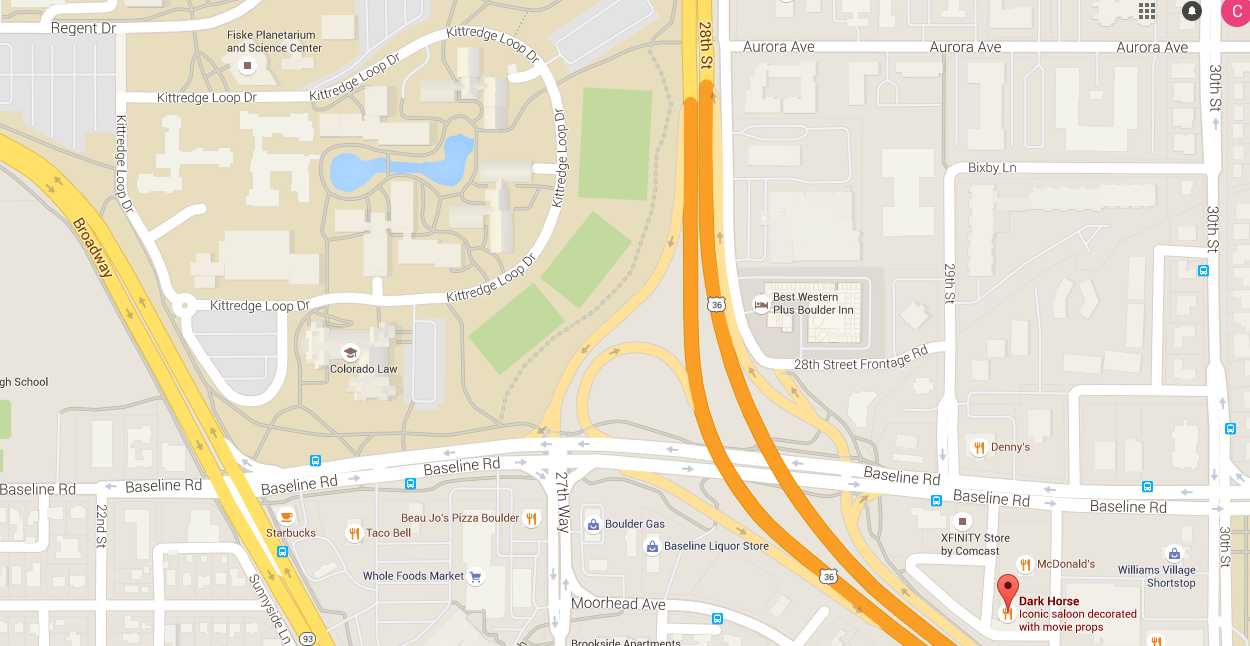 Regent Dr
Fiske Planetarium
and Science Center
Kittredge Loop Dr
Kittredge Loop Dr
Kittredge Loop Dr
28th St
C
Aurora Ave
Aurora Ave
Aurora Ave
30th St
Kittredge Loop Dr
Kittredge Loop Dr
Bixby Ln
30th St
Broadway
Kittredge Loop Dr
Kittredge Loop Dr
29th St
36
Best Western
Plus Boulder Inn
28th Street Frontage Rd
Colorado Law
gh School
Denny's
Baseline Rd
Baseline Rd
Baseline Rd
Baseline Rd
Baseline Rd
Baseline Rd
Baseline Rd
22nd St
27th Way
Starbucks
Taco Bell
Beau Jo's Pizza Boulder
Boulder Gas
Baseline Liquor Store
XFINITY Store
by Comcast
30th St
McDonald's
Williams Village
Shortstop
Whole Foods Market
36
Sunnyside Ln
Moorhead Ave
Dark Horse
Iconic saloon decorated
with movie props
93
Brookside Apartments